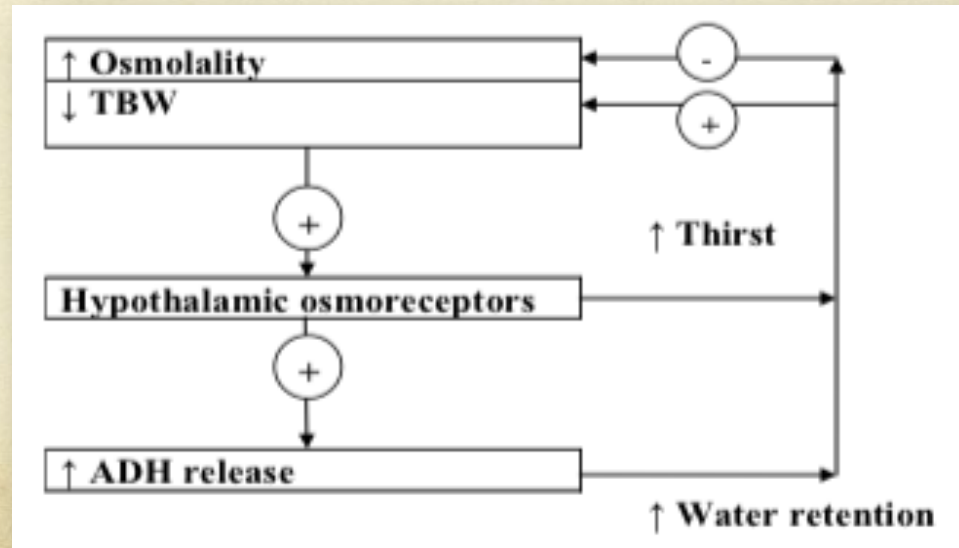 ↑ Osmolality
-
↓ TBW
+
+
↑ Thirst
Hypothalamic osmoreceptors
+
↑ ADH release
↑ Water retention